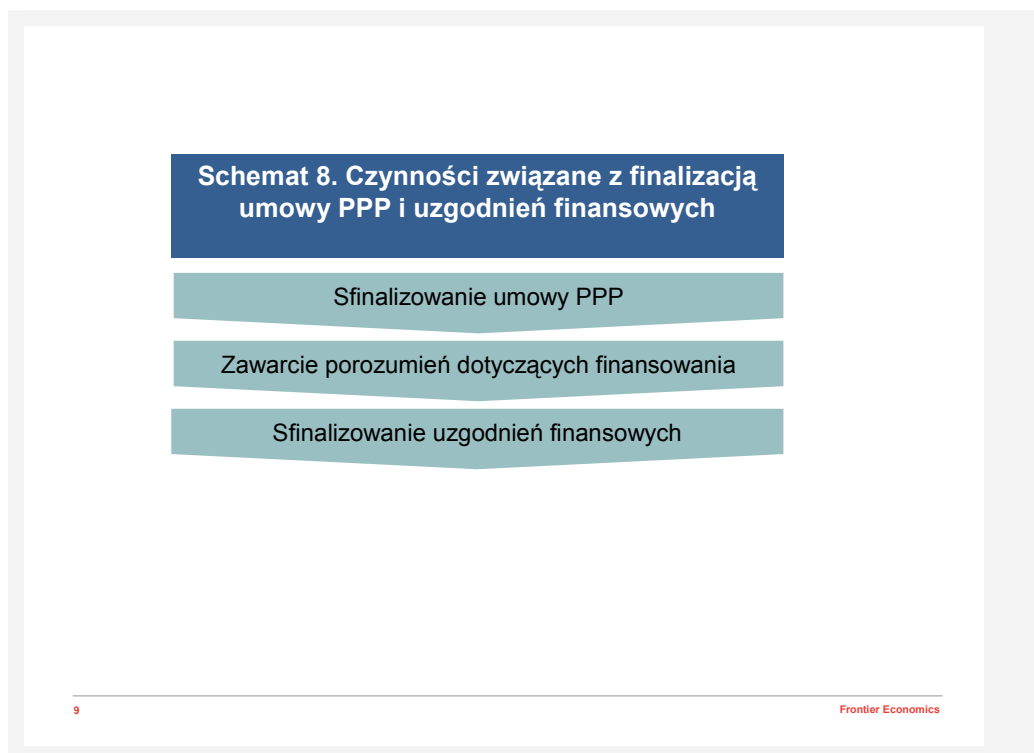 Schemat 8. Czynności związane z finalizacją
umowy PPP i uzgodnień finansowych
Sfinalizowanie umowy PPP
Zawarcie porozumień dotyczących finansowania
Sfinalizowanie uzgodnień finansowych
9
Frontier Economics